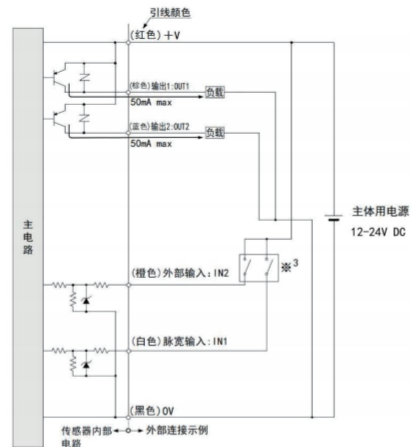 引线颜色
(红色)＋V
(棕色)输出1:OUT1
50mA max
负载
(蓝色)输出2:OUT2
50mA max
负载
主电路
主体用电源
12-24V DC
※3
(橙色)外部输入:IN2
(白色)脉宽输入:IN1
(黑色)0V
传感器内部
电路
外部连接示例